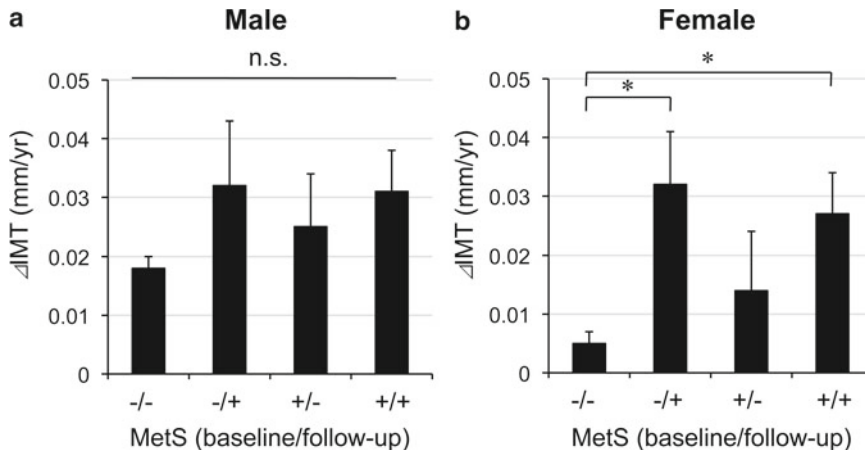 a Male
n.s.
0.05
0.04
0.03
0.02
0.01
0
⊿IMT (mm/yr)
-/- -/+ +/- +/+
MetS (baseline/follow-up)
b Female
*
*
0.05
0.04
0.03
0.02
0.01
0
⊿IMT (mm/yr)
-/- -/+ +/- +/+
MetS (baseline/follow-up)